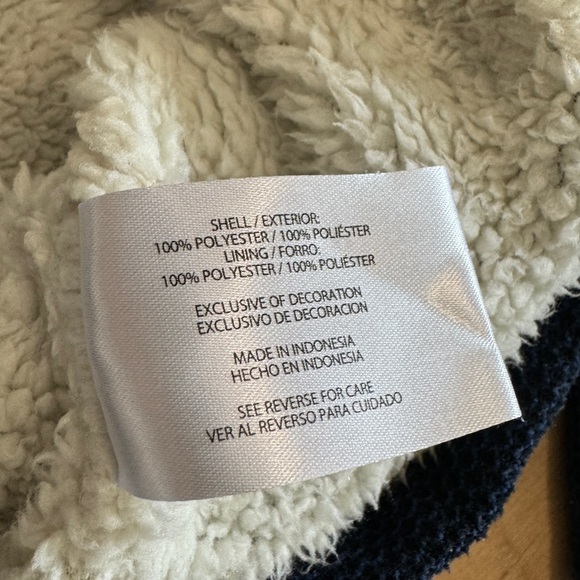 SHELL / EXTERIOR:
100% POLYESTER / 100% POLIÉSTER
LINING / FORRO:
100% POLYESTER / 100% POLIÉSTER
EXCLUSIVE OF DECORATION
EXCLUSIVO DE DECORACION
MADE IN INDONESIA
HECHO EN INDONESIA
SEE REVERSE FOR CARE
VER AL REVERSO PARA CUIDADO